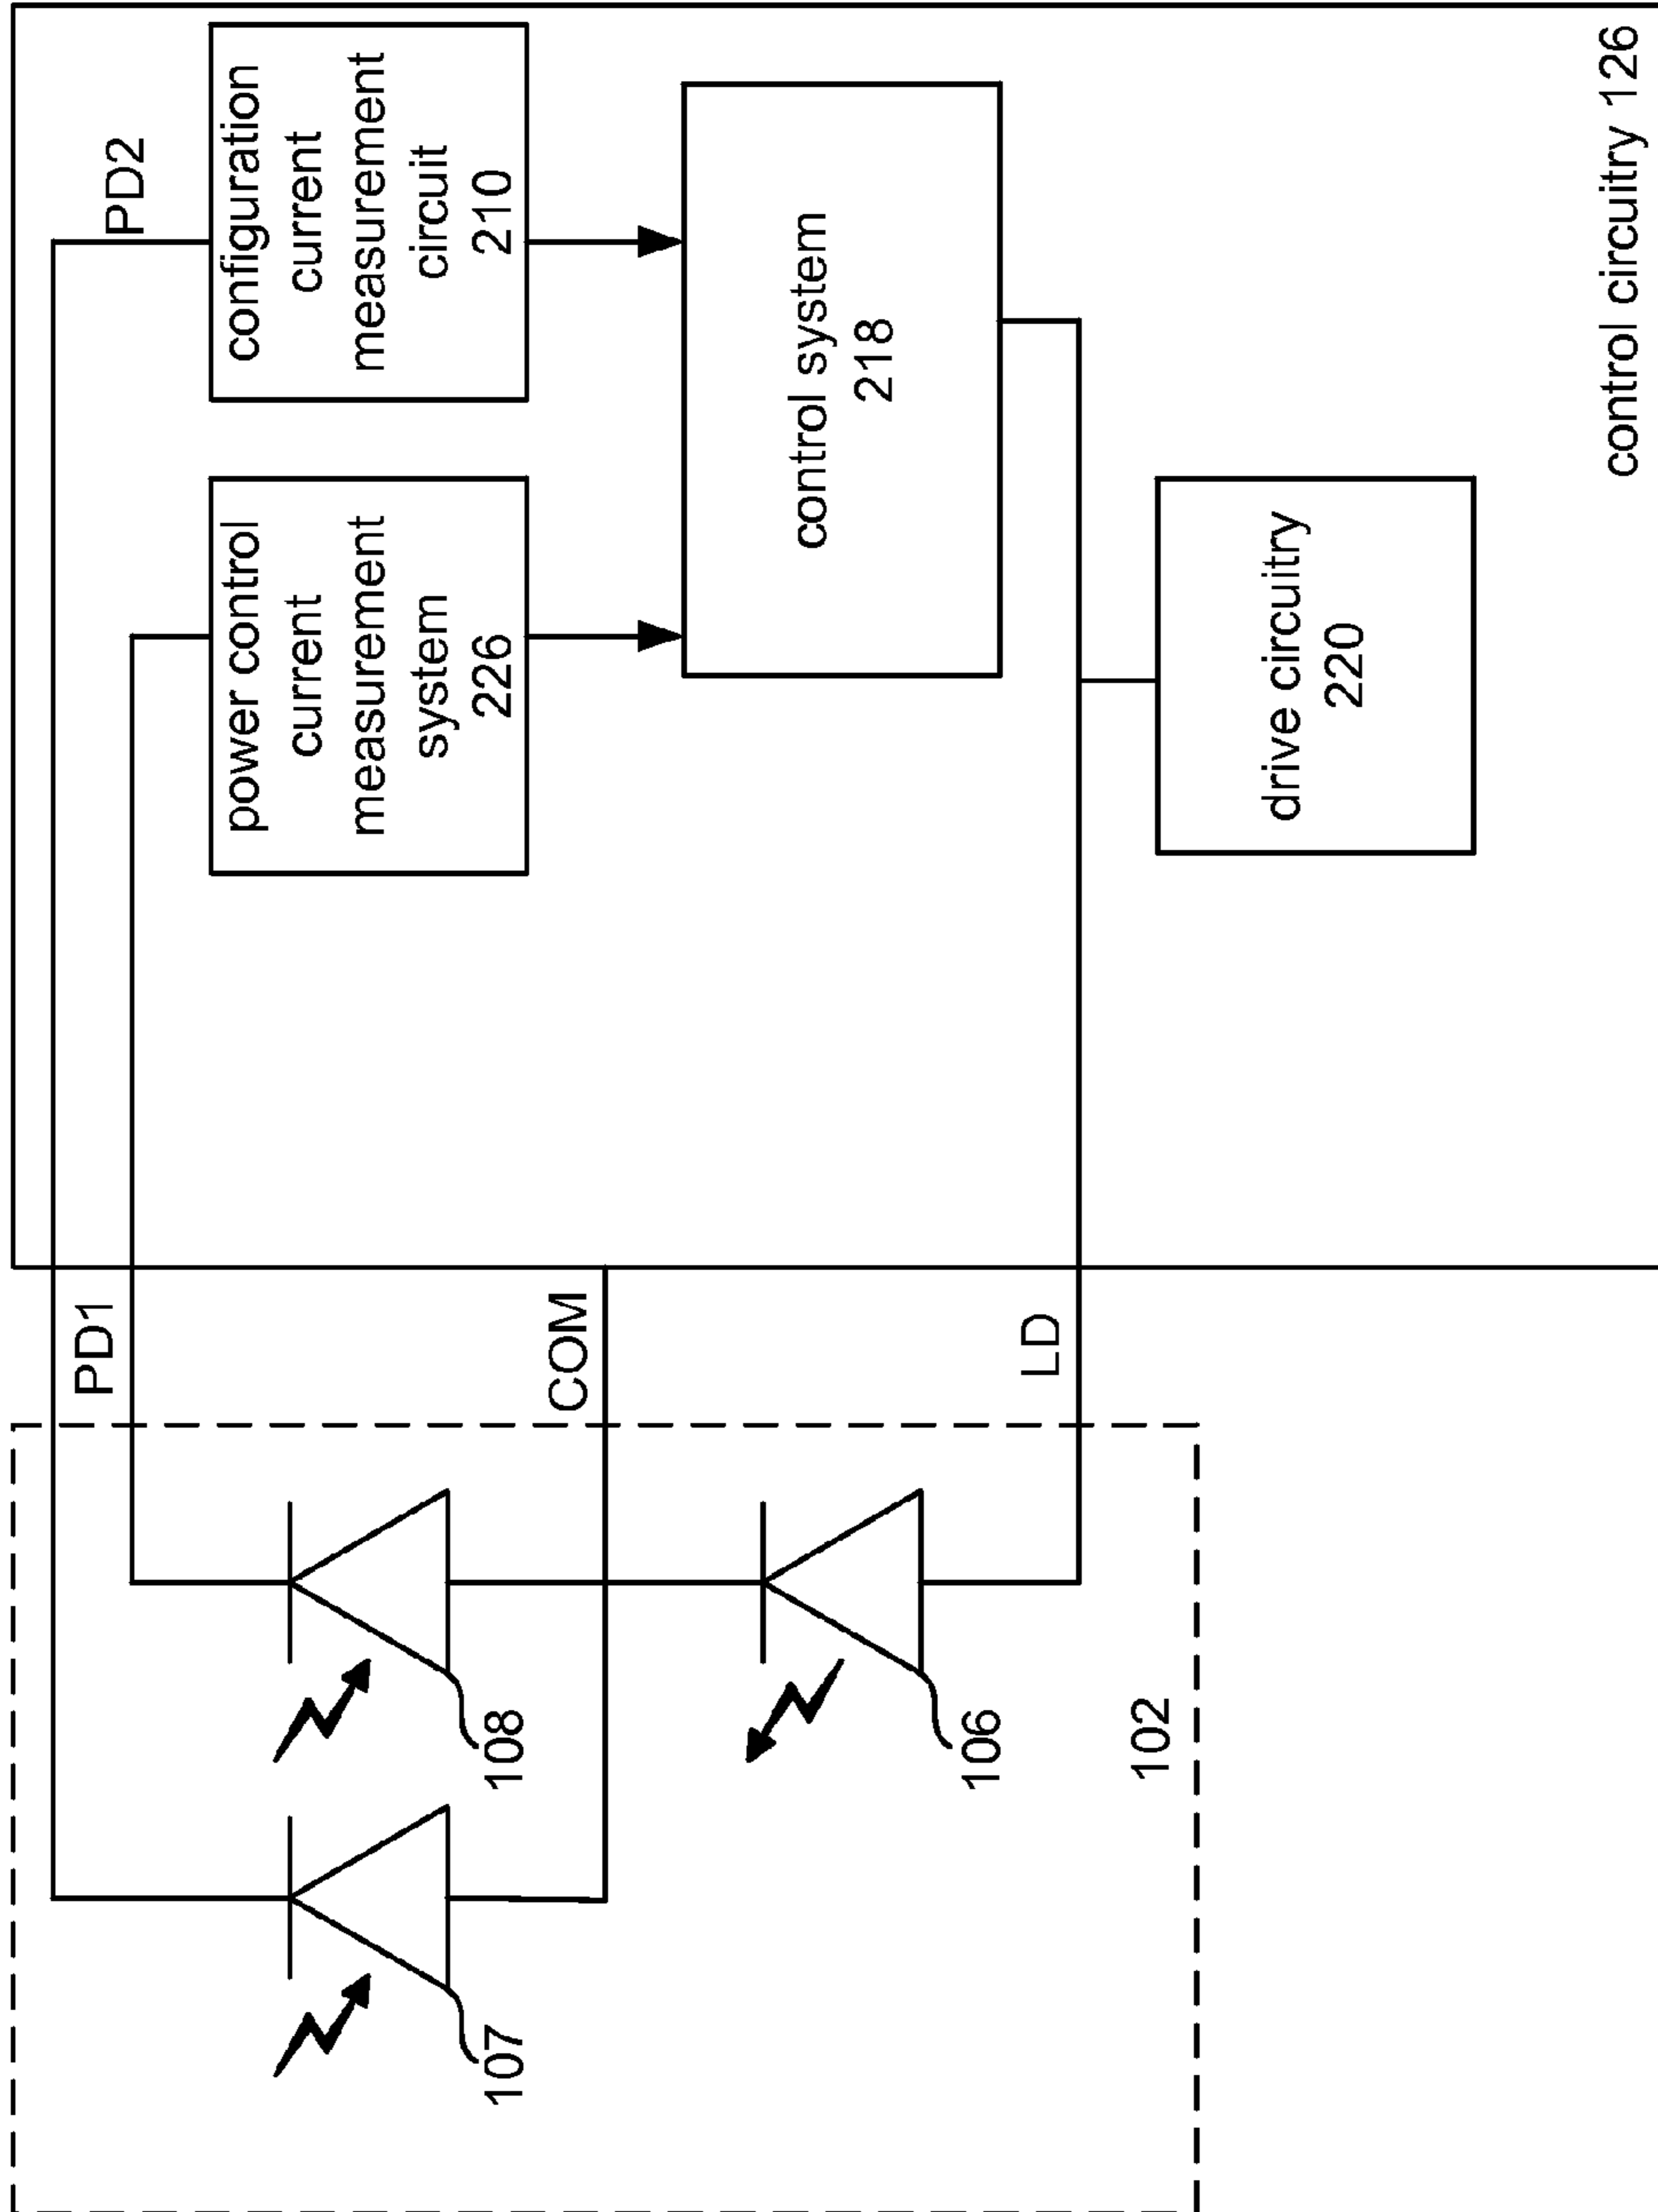 107
108
106
102
PD1
COM
LD
PD2
power control
current
measurement
system
226
configuration
current
measurement
circuit
210
control system
218
drive circuitry
220
control circuitry 126